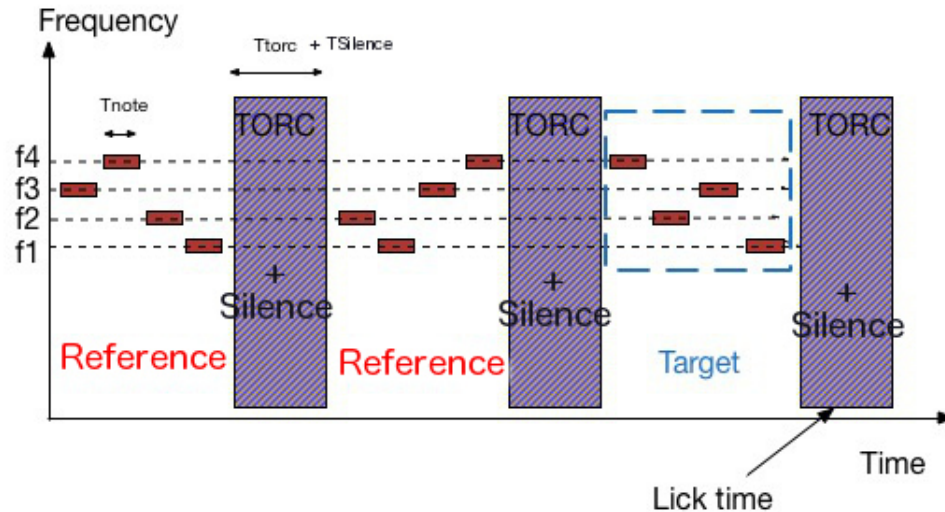 Frequency
Ttorc + TSilence
Tnote
TORC
TORC
TORC
f4
f3
f2
f1
+
Silence
+
Silence
+
Silence
Reference
Reference
Target
Time
Lick time